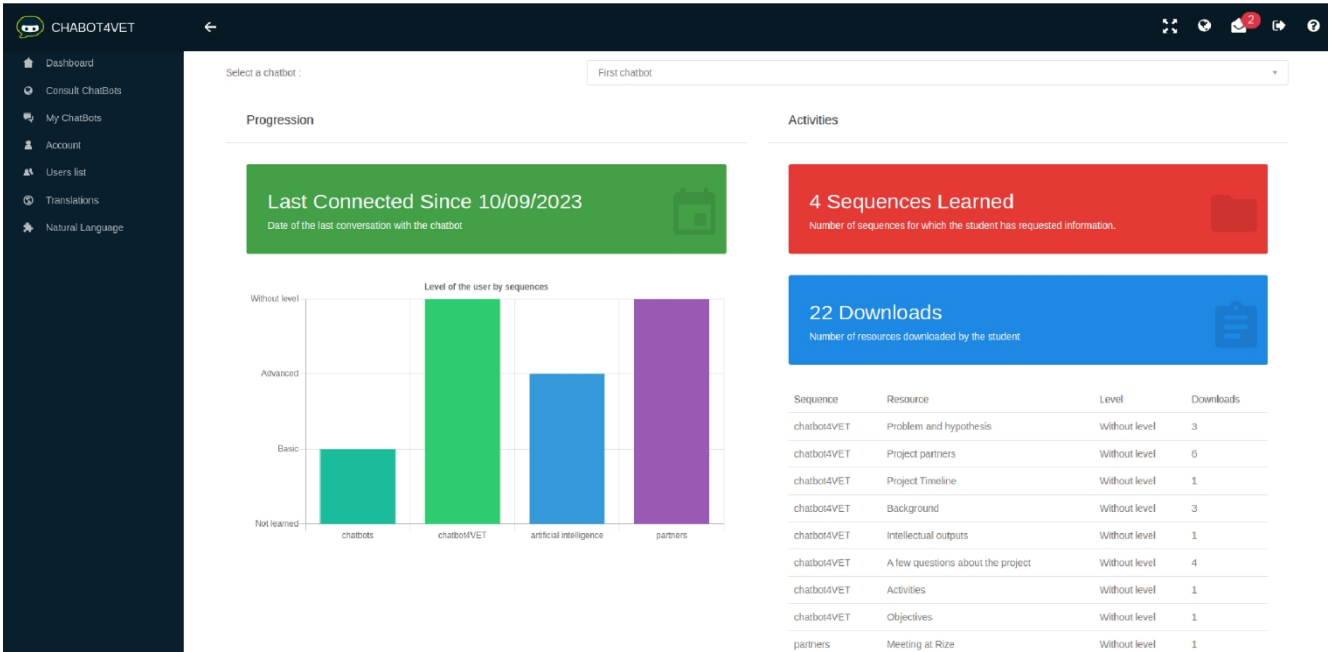 CHABOT4VET
2
Dashboard
Consult ChatBots
My ChatBots
Account
Users list
Translations
Natural Language
Select a chatbot :
First chatbot
Progression
Last Connected Since 10/09/2023
Date of the last conversation with the chatbot
Level of the user by sequences
Without level
Advanced
Basic
Not learned
chatbots chatbot4VET artificial intelligence partners
Activities
4 Sequences Learned
Number of sequences for which the student has requested information.
22 Downloads
Number of resources downloaded by the student
Sequence Resource Level Downloads
chatbot4VET Problem and hypothesis Without level 3
chatbot4VET Project partners Without level 6
chatbot4VET Project Timeline Without level 1
chatbot4VET Background Without level 3
chatbot4VET Intellectual outputs Without level 1
chatbot4VET A few questions about the project Without level 4
chatbot4VET Activities Without level 1
chatbot4VET Objectives Without level 1
partners Meeting at Rize Without level 1